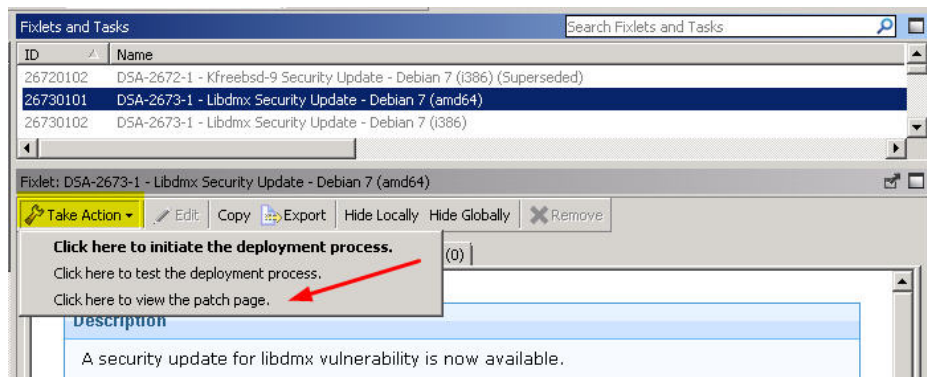 Fixlets and Tasks Search Fixlets and Tasks
ID Name
26720102 DSA-2672-1 - Kfreebsd-9 Security Update - Debian 7 (i386) (Superseded)
26730101 DSA-2673-1 - Libdmx Security Update - Debian 7 (amd64)
26730102 DSA-2673-1 - Libdmx Security Update - Debian 7 (i386)
Fixlet: DSA-2673-1 - Libdmx Security Update - Debian 7 (amd64)
Take Action Edit Copy Export Hide Locally Hide Globally Remove
Click here to initiate the deployment process.
(0)
Click here to test the deployment process.
Click here to view the patch page.
Description
A security update for libdmx vulnerability is now available.